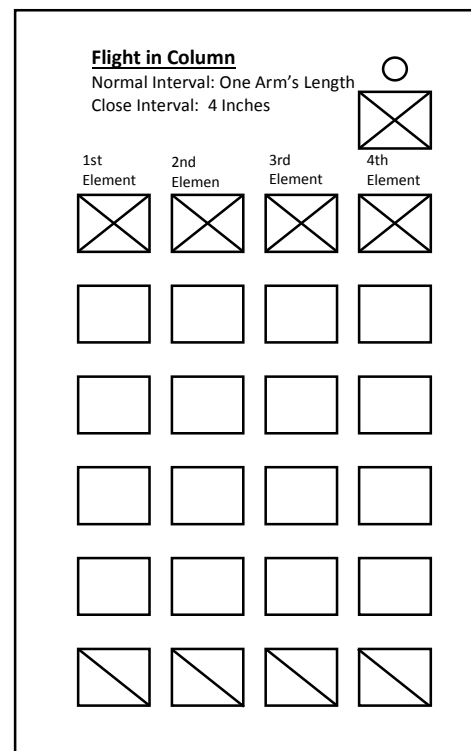 Flight in Column
Normal Interval: One Arm's Length
Close Interval: 4 Inches
1st
Element
2nd
Elemen
3rd
Element
4th
Element